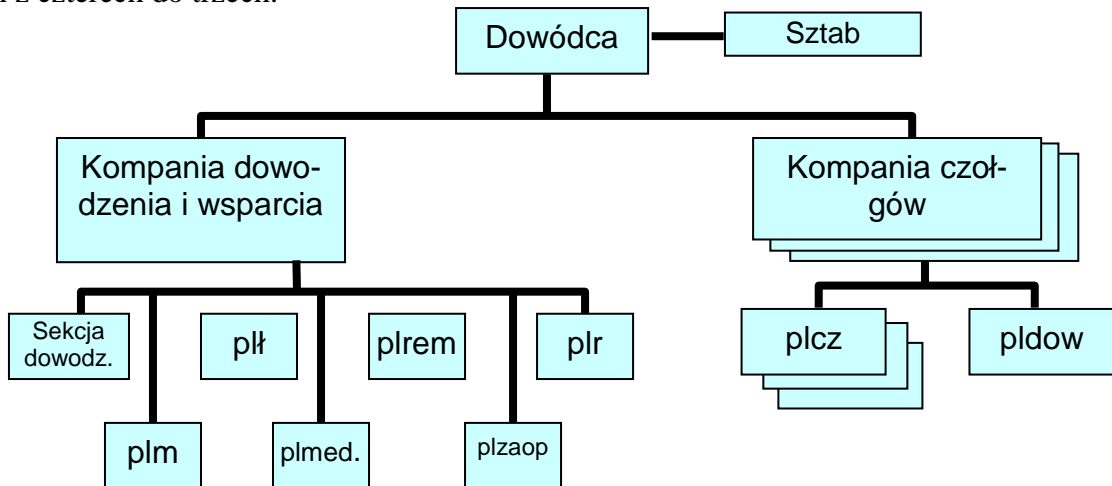 z czterech do trzech.
Dowódca
Sztab
Kompania dowo-
dzenia i wsparcia
Kompania czoł-
gów
Sekcja
dowodz.
plł
plrem
plr
plcz
pldow
plm
plmed.
plzaop